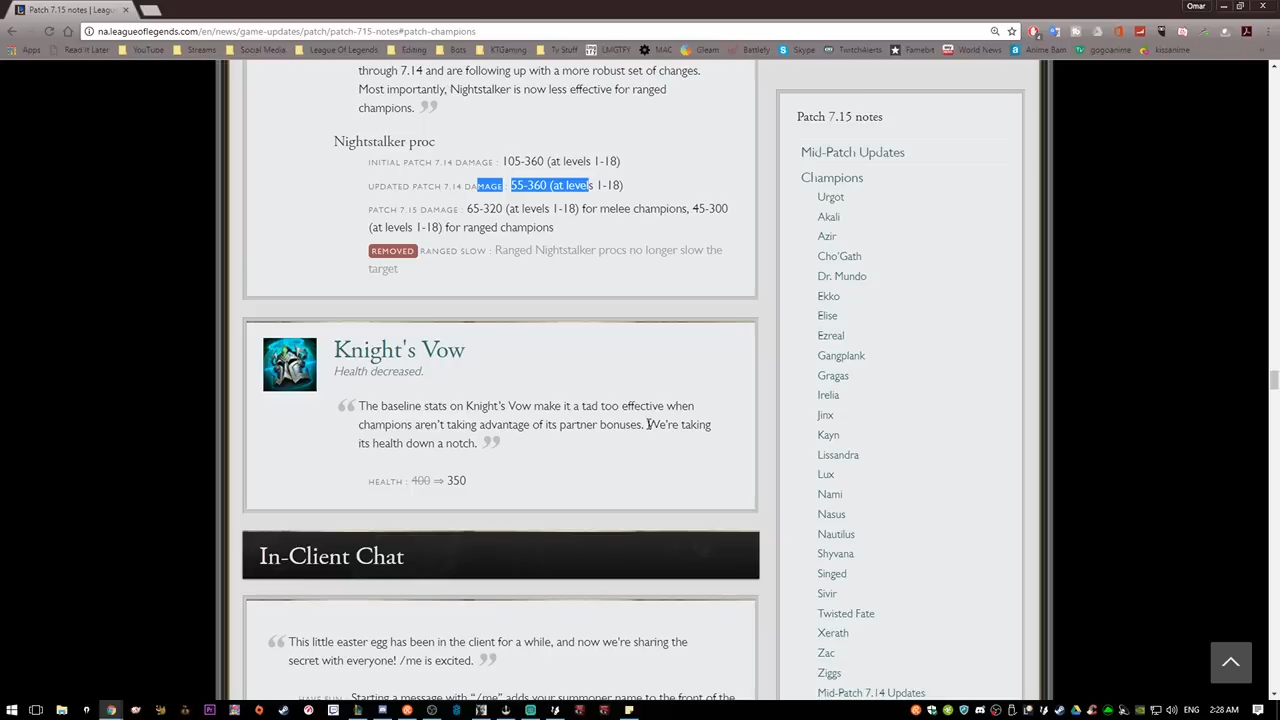 Patch 7.15 notes | Leagu
Omar
na.leagueoflegends.com/en/news/game-updates/patch/patch-715-notes#patch-champions
Apps Read It Later YouTube Streams Social Media League Of Legends Editing Bots KTGaming Tv Stuff LMGTFY MAC Gleam Battlefy Skype TwitchAlerts Famebit World News Anime Bam gogoanime kissanime
through 7.14 and are following up with a more robust set of changes.
Most importantly, Nightstalker is now less effective for ranged
champions.
Nightstalker proc
INITIAL PATCH 7.14 DAMAGE : 105-360 (at levels 1-18)
UPDATED PATCH 7.14 DAMAGE : 55-360 (at levels 1-18)
PATCH 7.15 DAMAGE : 65-320 (at levels 1-18) for melee champions, 45-300
(at levels 1-18) for ranged champions
REMOVED RANGED SLOW : Ranged Nightstalker procs no longer slow the
target
Knight's Vow
Health decreased.
The baseline stats on Knight's Vow make it a tad too effective when
champions aren't taking advantage of its partner bonuses. We're taking
its health down a notch.
HEALTH : 400 ⇒ 350
In-Client Chat
This little easter egg has been in the client for a while, and now we're sharing the
secret with everyone! /me is excited.
HAVE FUN : Starting a message with “/me” adds your summoner name to the front of the
Patch 7.15 notes
Mid-Patch Updates
Champions
Urgot
Akali
Azir
Cho'Gath
Dr. Mundo
Ekko
Elise
Ezreal
Gangplank
Gragas
Irelia
Jinx
Kayn
Lissandra
Lux
Nami
Nasus
Nautilus
Shyvana
Singed
Sivir
Twisted Fate
Xerath
Zac
Ziggs
Mid-Patch 7.14 Updates
ENG 2:28 AM